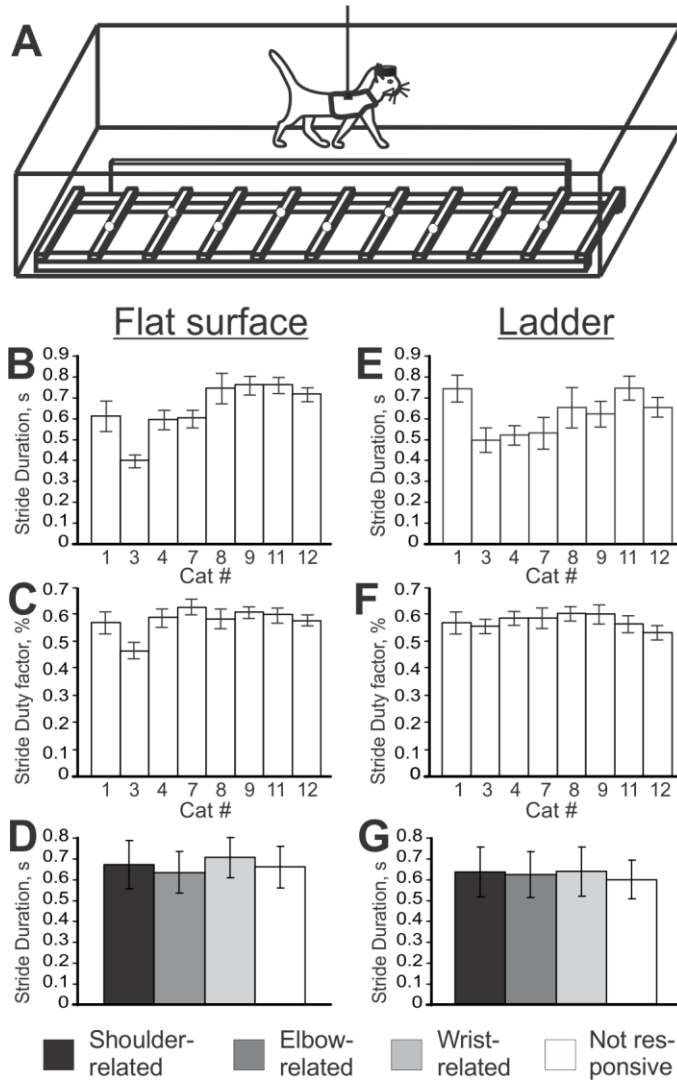 A
Flat surface
Ladder
B
Stride Duration, s
0.9
0.8
0.7
0.6
0.5
0.4
0.3
0.2
0.1
0
1 3 4 7 8 9 11 12
Cat #
E
Stride Duration, s
0.9
0.8
0.7
0.6
0.5
0.4
0.3
0.2
0.1
0
1 3 4 7 8 9 11 12
Cat #
C
Stride Duty factor, %
0.7
0.6
0.5
0.4
0.3
0.2
0.1
0
1 3 4 7 8 9 11 12
Cat #
F
Stride Duty factor, %
0.7
0.6
0.5
0.4
0.3
0.2
0.1
0
1 3 4 7 8 9 11 12
Cat #
D
Stride Duration, s
0.8
0.7
0.6
0.5
0.4
0.3
0.2
0.1
0
G
Stride Duration, s
0.8
0.7
0.6
0.5
0.4
0.3
0.2
0.1
0
Shoulder-
related
Elbow-
related
Wrist-
related
Not res-
ponsive